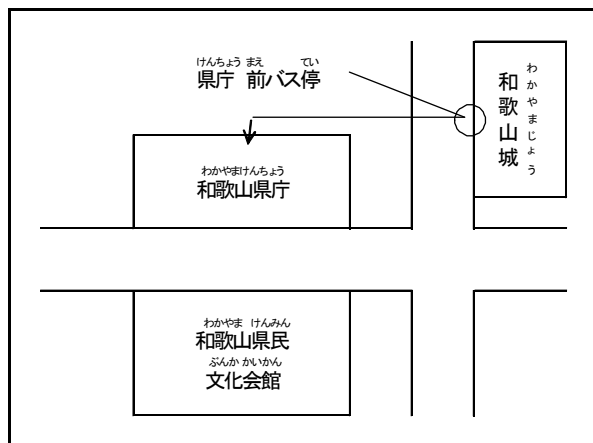 けんちょう まえ てい
県庁 前バス停
わかやまじょう
和歌山城
わかやまけんちょう
和歌山県庁
わかやま けんみん
和歌山県民
ぶんか かいかん
文化会館